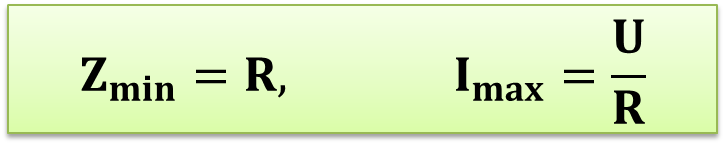 Z_min = R, I_max = U/R